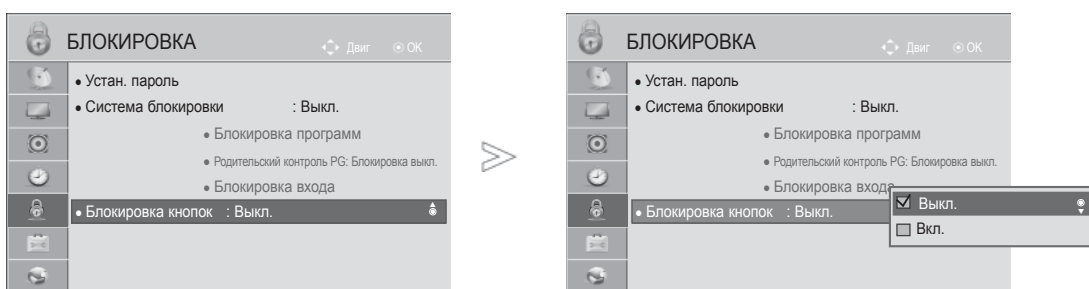 БЛОКИРОВКА
Двиг ОК
• Устан. пароль
• Система блокировки : Выкл.
• Блокировка программ
• Родительский контроль PG: Блокировка выкл.
• Блокировка входа
• Блокировка кнопок : Выкл.
БЛОКИРОВКА
Двиг ОК
• Устан. пароль
• Система блокировки : Выкл.
• Блокировка программ
• Родительский контроль PG: Блокировка выкл.
• Блокировка входа
• Блокировка кнопок : Выкл.
Выкл.
Вкл.